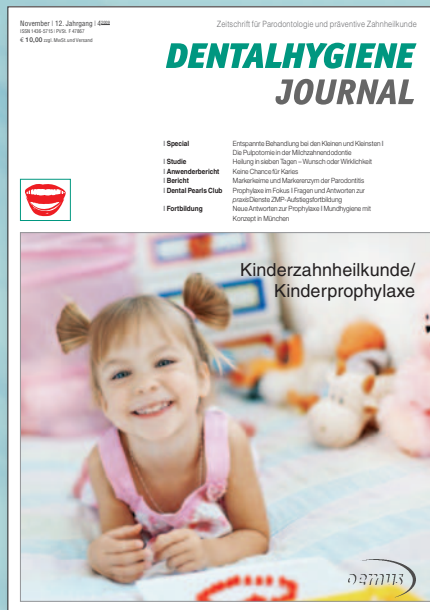 November | 12. Jahrgang | 4
ISSN 1436-5715 | PVSt. F 47867
€ 10,00 zzgl. MwSt. und Versand
Zeitschrift für Parodontologie und präventive Zahnheilkunde
DENTALHYGIENE
JOURNAL
| Special Entspannte Behandlung bei den Kleinen und Kleinsten |
Die Pulpotomie in der Milchzahnendodontie
| Studie Heilung in sieben Tagen – Wunsch oder Wirklichkeit
| Anwenderbericht Keine Chance für Karies
| Bericht Markerkeime und Markerenzym der Parodontitis
| Dental Pearls Club Prophylaxe im Fokus | Fragen und Antworten zur
praxisDienste ZMP-Aufstiegsfortbildung
| Fortbildung Neue Antworten zur Prophylaxe | Mundhygiene mit
Konzept in München
Kinderzahnheilkunde/
Kinderprophylaxe
oemus